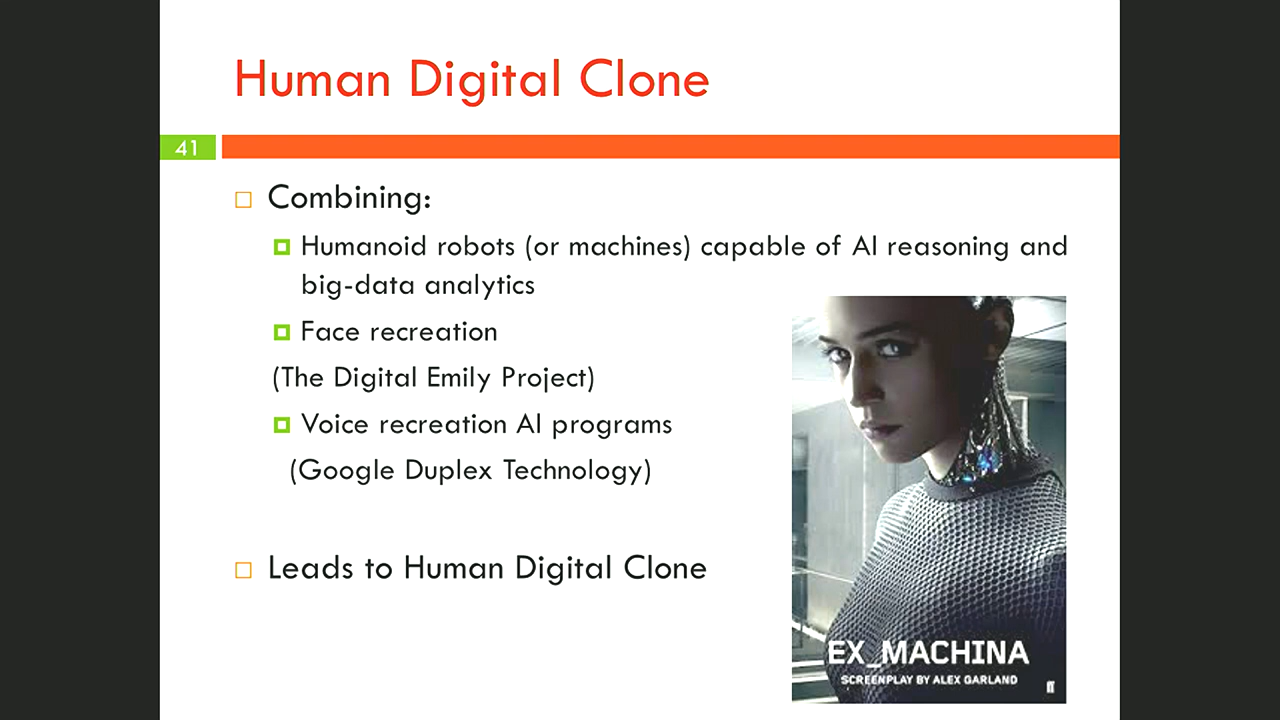 Human Digital Clone
41
Combining:
Humanoid robots (or machines) capable of AI reasoning and
big-data analytics
Face recreation
(The Digital Emily Project)
Voice recreation AI programs
(Google Duplex Technology)
Leads to Human Digital Clone
EX_MACHINA
SCREENPLAY BY ALEX GARLAND
ff